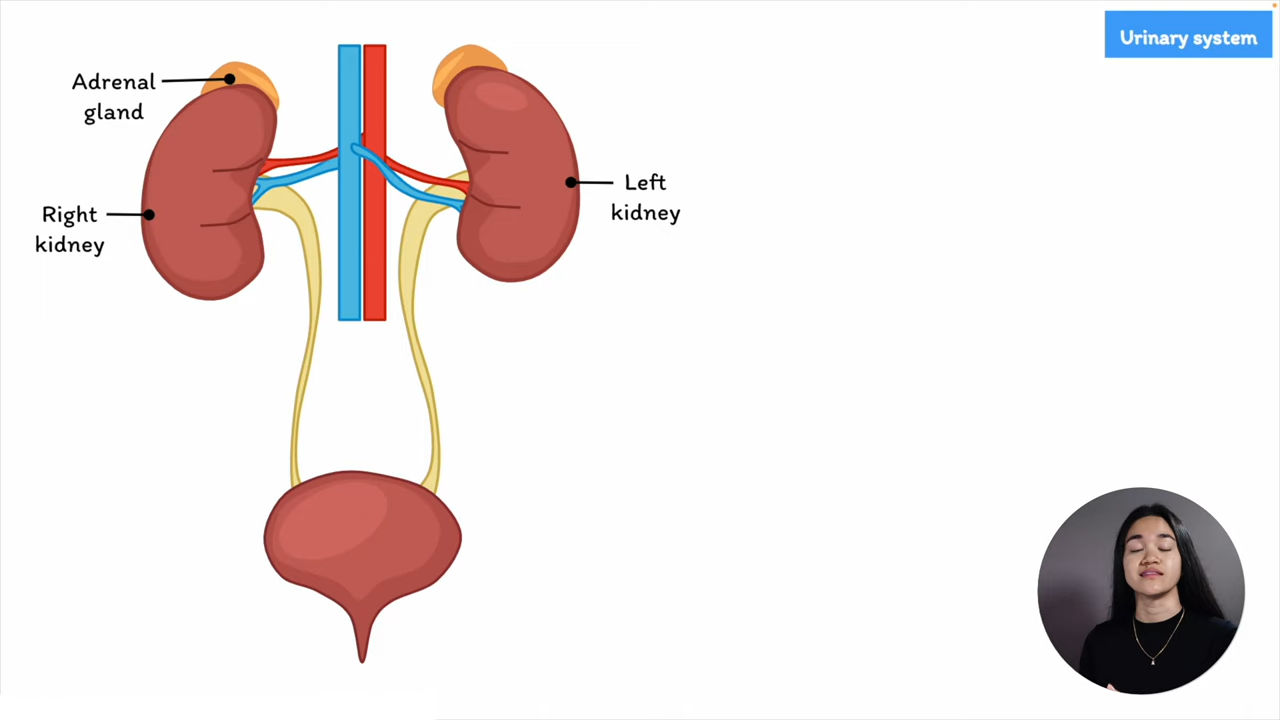 Urinary system
Adrenal
gland
Right
kidney
Left
kidney